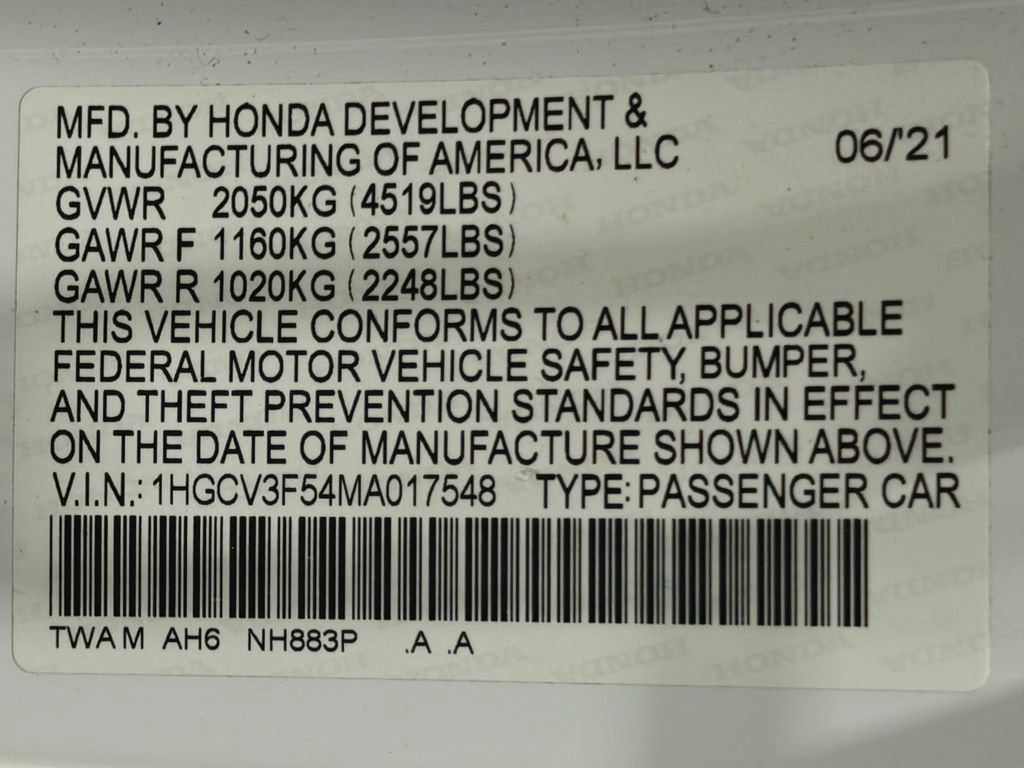 MFD. BY HONDA DEVELOPMENT &
MANUFACTURING OF AMERICA, LLC 06/'21
GVWR 2050KG (4519LBS)
GAWR F 1160KG (2557LBS)
GAWR R 1020KG (2248LBS)
THIS VEHICLE CONFORMS TO ALL APPLICABLE
FEDERAL MOTOR VEHICLE SAFETY, BUMPER,
AND THEFT PREVENTION STANDARDS IN EFFECT
ON THE DATE OF MANUFACTURE SHOWN ABOVE.
V.I.N.: 1HGCV3F54MA017548 TYPE: PASSENGER CAR
TWA M AH6 NH883P .A .A